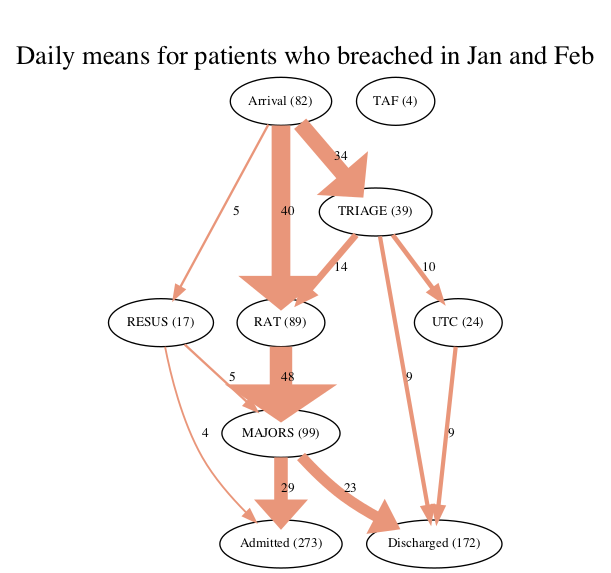 Daily means for patients who breached in Jan and Feb
Arrival (82)
TAF (4)
34
5
40
TRIAGE (39)
14
10
RESUS (17)
RAT (89)
UTC (24)
5
48
9
4
MAJORS (99)
9
29
23
Admitted (273)
Discharged (172)